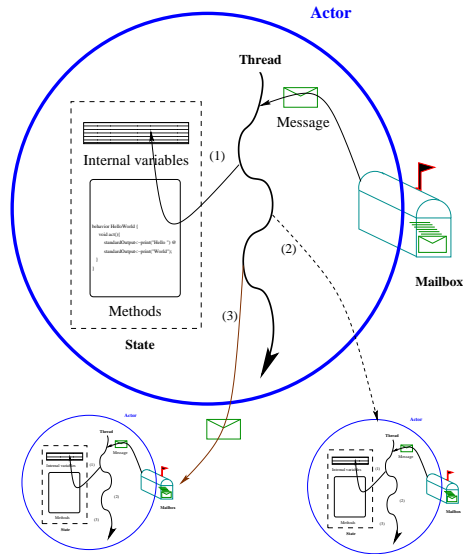 Actor
Thread
Message
Internal variables
(1)
behavior HelloWorld {
void act(){
standardOutput<-print("Hello ") @
standardOutput<-print("World");
}
}
(2)
Mailbox
Methods
(3)
State
Actor
Thread
Message
Internal variables
(1)
(2)
Mailbox
Methods
(3)
State
Actor
Thread
Message
Internal variables
(1)
(2)
Mailbox
Methods
(3)
State